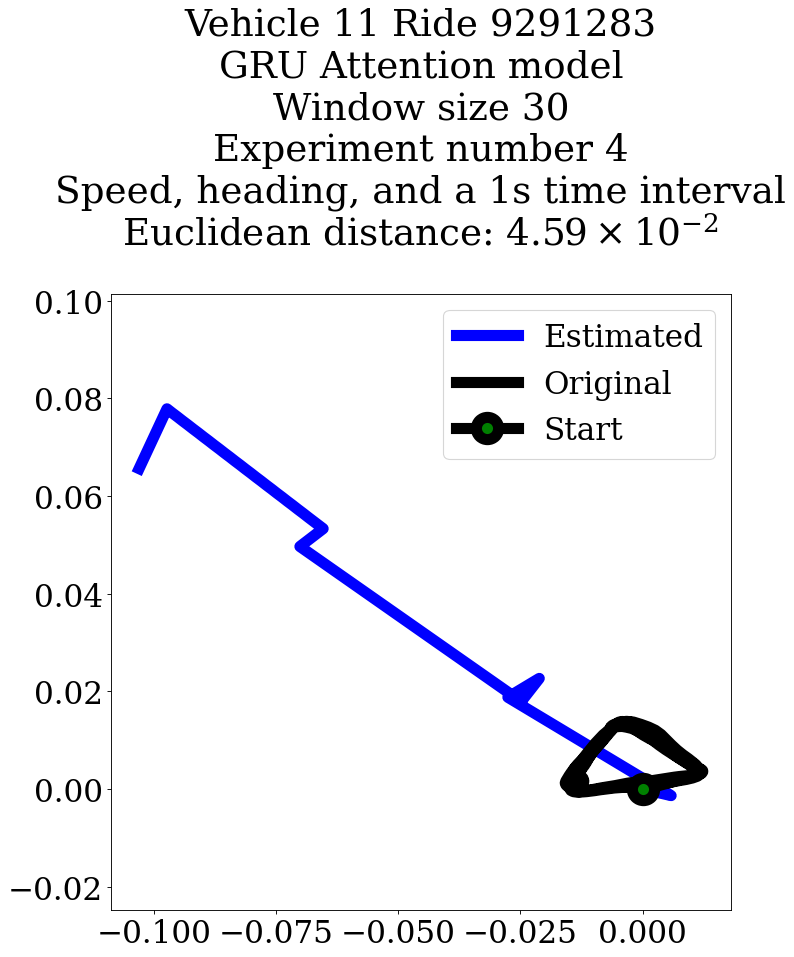 Vehicle 11 Ride 9291283
GRU Attention model
Window size 30
Experiment number 4
Speed, heading, and a 1s time interval
Euclidean distance: 4.59 × 10⁻²
Estimated
Original
Start
0.10
0.08
0.06
0.04
0.02
0.00
−0.02
−0.100 −0.075 −0.050 −0.025 0.000